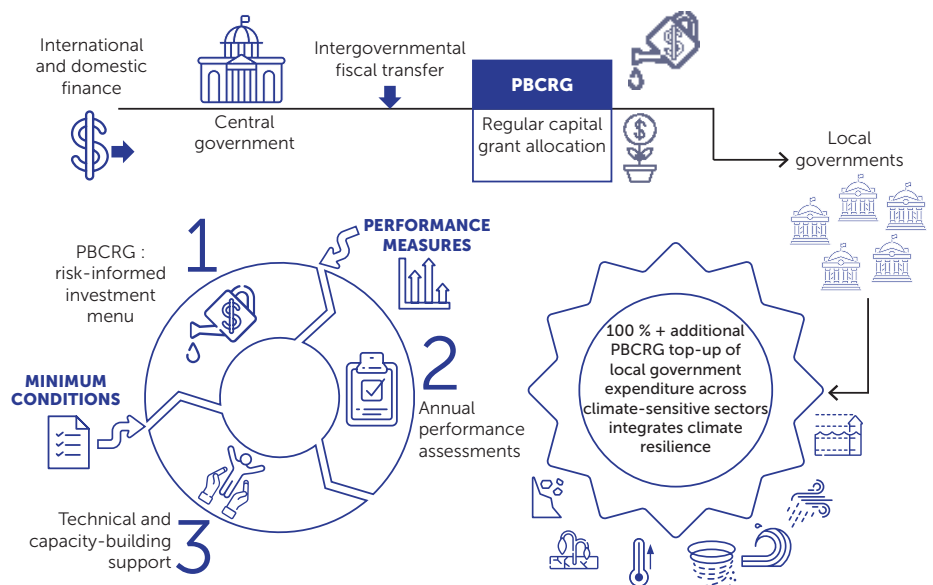 International
and domestic
finance
Central
government
Intergovernmental
fiscal transfer
PBCRG
Regular capital
grant allocation
Local
governments
1
PBCRG :
risk-informed
investment
menu
PERFORMANCE
MEASURES
2
Annual
performance
assessments
MINIMUM
CONDITIONS
Technical and
capacity-building
support
3
100 % + additional
PBCRG top-up of
local government
expenditure across
climate-sensitive sectors
integrates climate
resilience